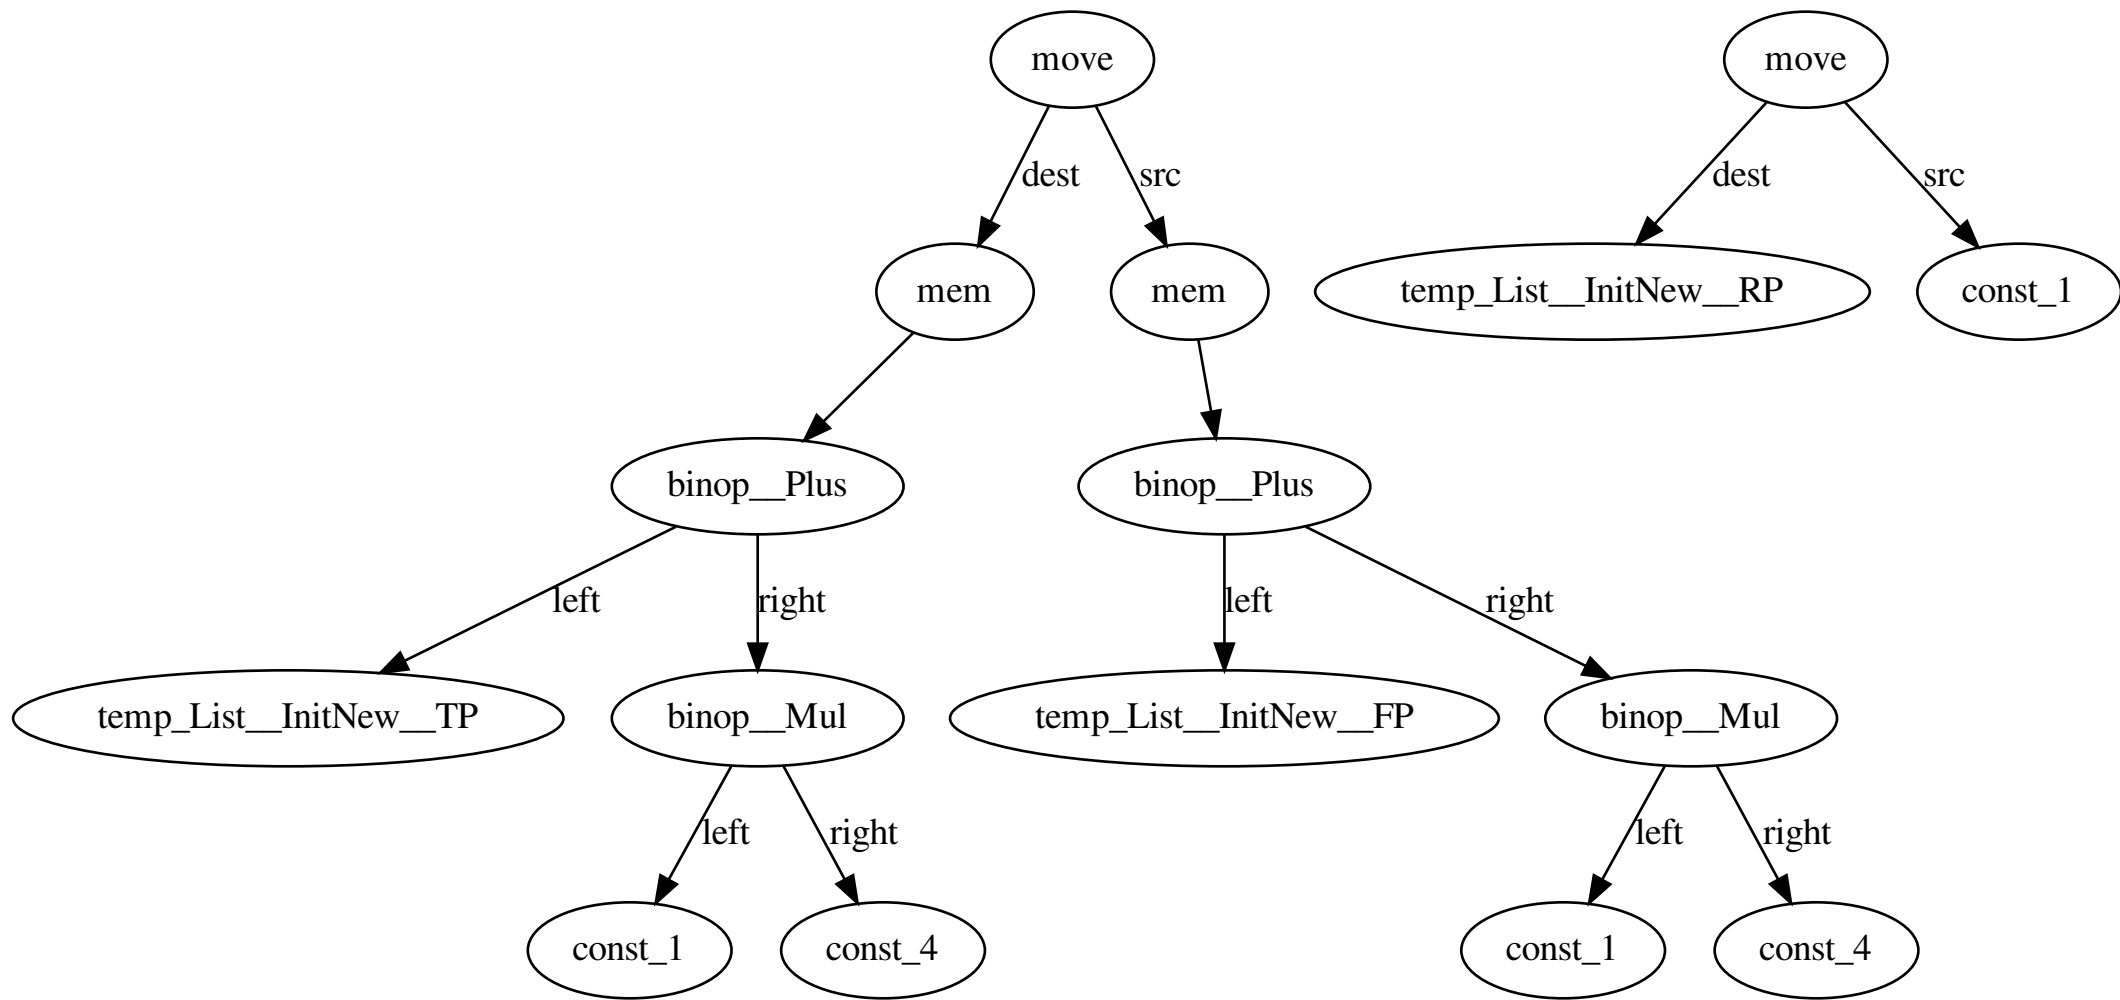 move move
dest src dest src
mem mem temp_List__InitNew__RP const_1
binop__Plus binop__Plus
left right left right
temp_List__InitNew__TP binop__Mul temp_List__InitNew__FP binop__Mul
left right left right
const_1 const_4 const_1 const_4